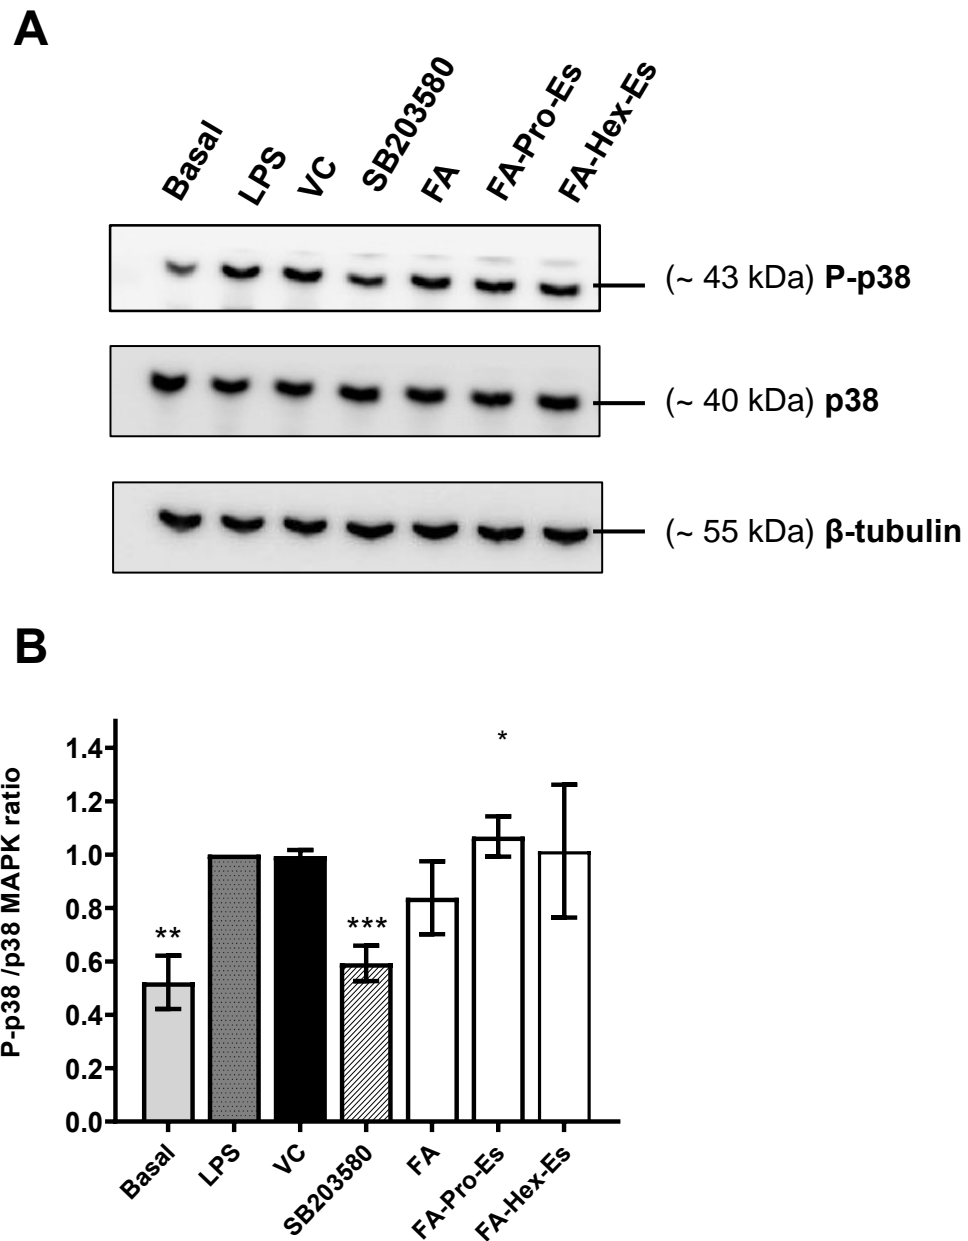 A
Basal
LPS
VC
SB203580
FA
FA-Pro-Es
FA-Hex-Es
(~ 43 kDa) P-p38
(~ 40 kDa) p38
(~ 55 kDa) β-tubulin
B
P-p38 /p38 MAPK ratio
1.4
1.2
1.0
0.8
0.6
0.4
0.2
0.0
**
***
*
Basal
LPS
VC
SB203580
FA
FA-Pro-Es
FA-Hex-Es